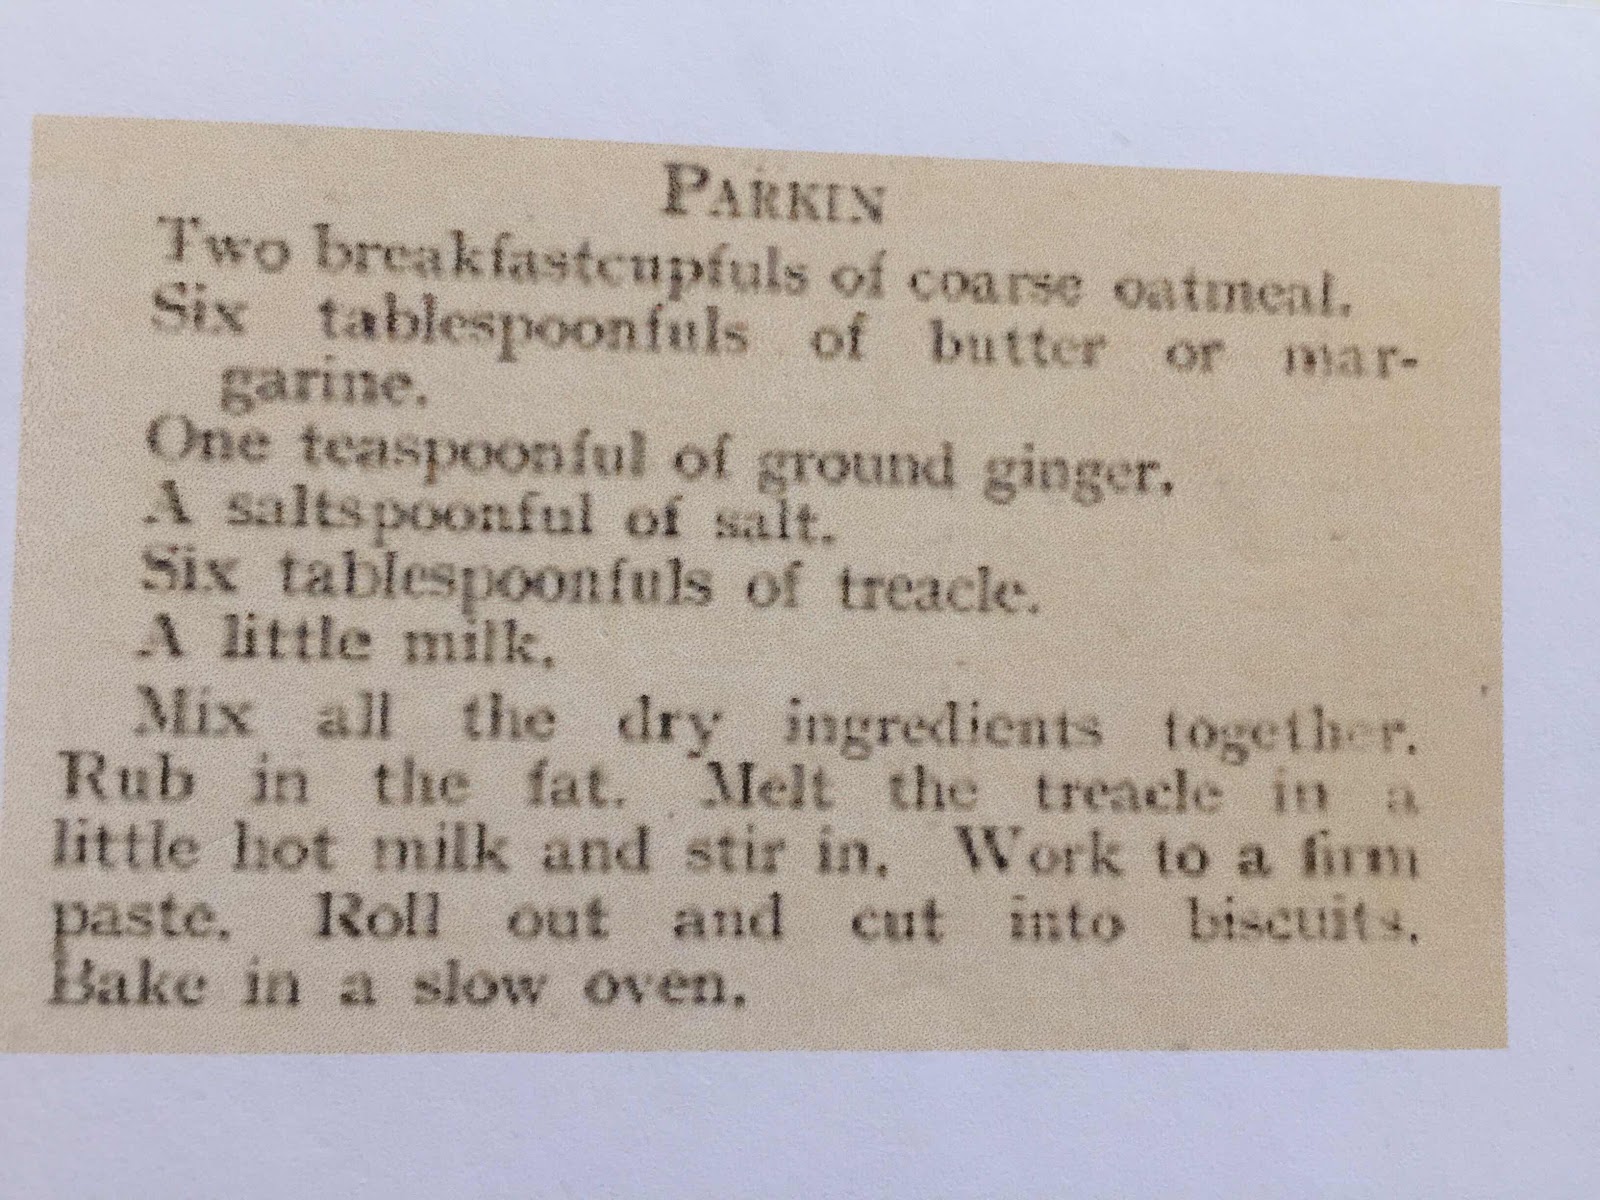 PARKIN
Two breakfastcupfuls of coarse oatmeal.
Six tablespoonfuls of butter or mar-
garine.
One teaspoonful of ground ginger.
A saltspoonful of salt.
Six tablespoonfuls of treacle.
A little milk.
Mix all the dry ingredients together.
Rub in the fat. Melt the treacle in a
little hot milk and stir in. Work to a firm
paste. Roll out and cut into biscuits.
Bake in a slow oven.